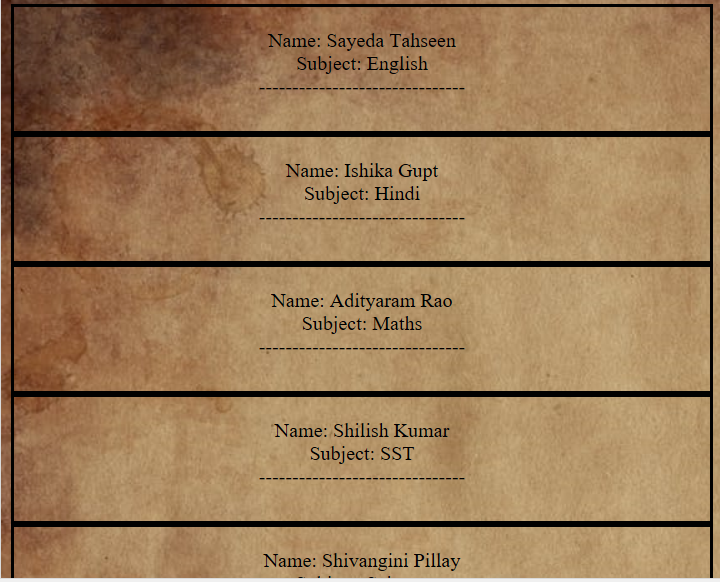 Name: Sayeda Tahseen
Subject: English
-------------------------------
Name: Ishika Gupt
Subject: Hindi
-------------------------------
Name: Adityaram Rao
Subject: Maths
-------------------------------
Name: Shilish Kumar
Subject: SST
-------------------------------
Name: Shivangini Pillay